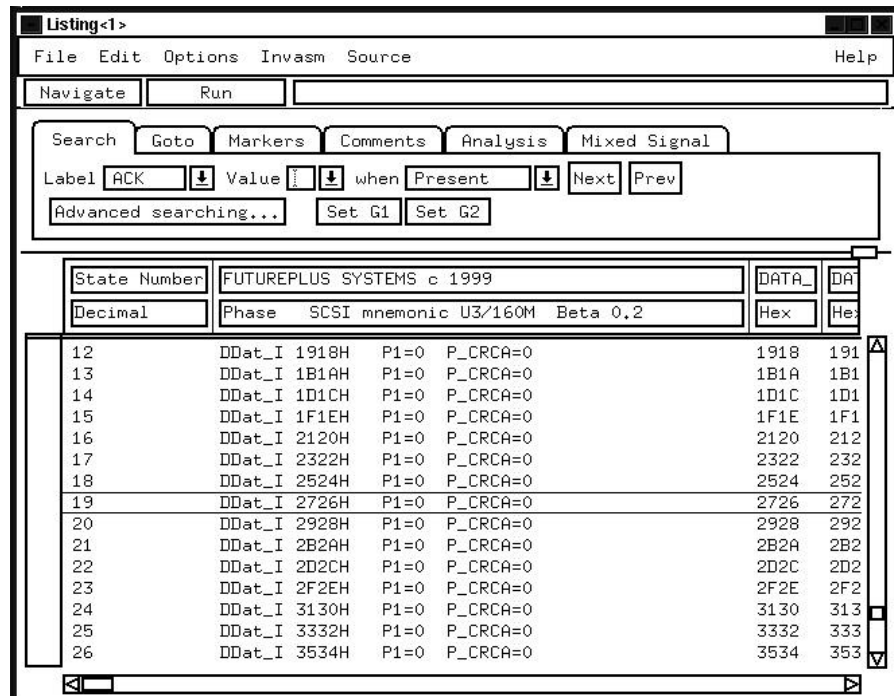 Listing<1>
File Edit Options Invasm Source Help
Navigate Run
Search Goto Markers Comments Analysis Mixed Signal
Label ACK Value when Present Next Prev
Advanced searching... Set G1 Set G2
State Number FUTUREPLUS SYSTEMS c 1999 DATA_ DAT
Decimal Phase SCSI mnemonic U3/160M Beta 0.2 Hex Hex
12 DDat_I 1918H P1=0 P_CRCA=0 1918 191
13 DDat_I 1B1AH P1=0 P_CRCA=0 1B1A 1B1
14 DDat_I 1D1CH P1=0 P_CRCA=0 1D1C 1D1
15 DDat_I 1F1EH P1=0 P_CRCA=0 1F1E 1F1
16 DDat_I 2120H P1=0 P_CRCA=0 2120 212
17 DDat_I 2322H P1=0 P_CRCA=0 2322 232
18 DDat_I 2524H P1=0 P_CRCA=0 2524 252
19 DDat_I 2726H P1=0 P_CRCA=0 2726 272
20 DDat_I 2928H P1=0 P_CRCA=0 2928 292
21 DDat_I 2B2AH P1=0 P_CRCA=0 2B2A 2B2
22 DDat_I 2D2CH P1=0 P_CRCA=0 2D2C 2D2
23 DDat_I 2F2EH P1=0 P_CRCA=0 2F2E 2F2
24 DDat_I 3130H P1=0 P_CRCA=0 3130 313
25 DDat_I 3332H P1=0 P_CRCA=0 3332 333
26 DDat_I 3534H P1=0 P_CRCA=0 3534 353